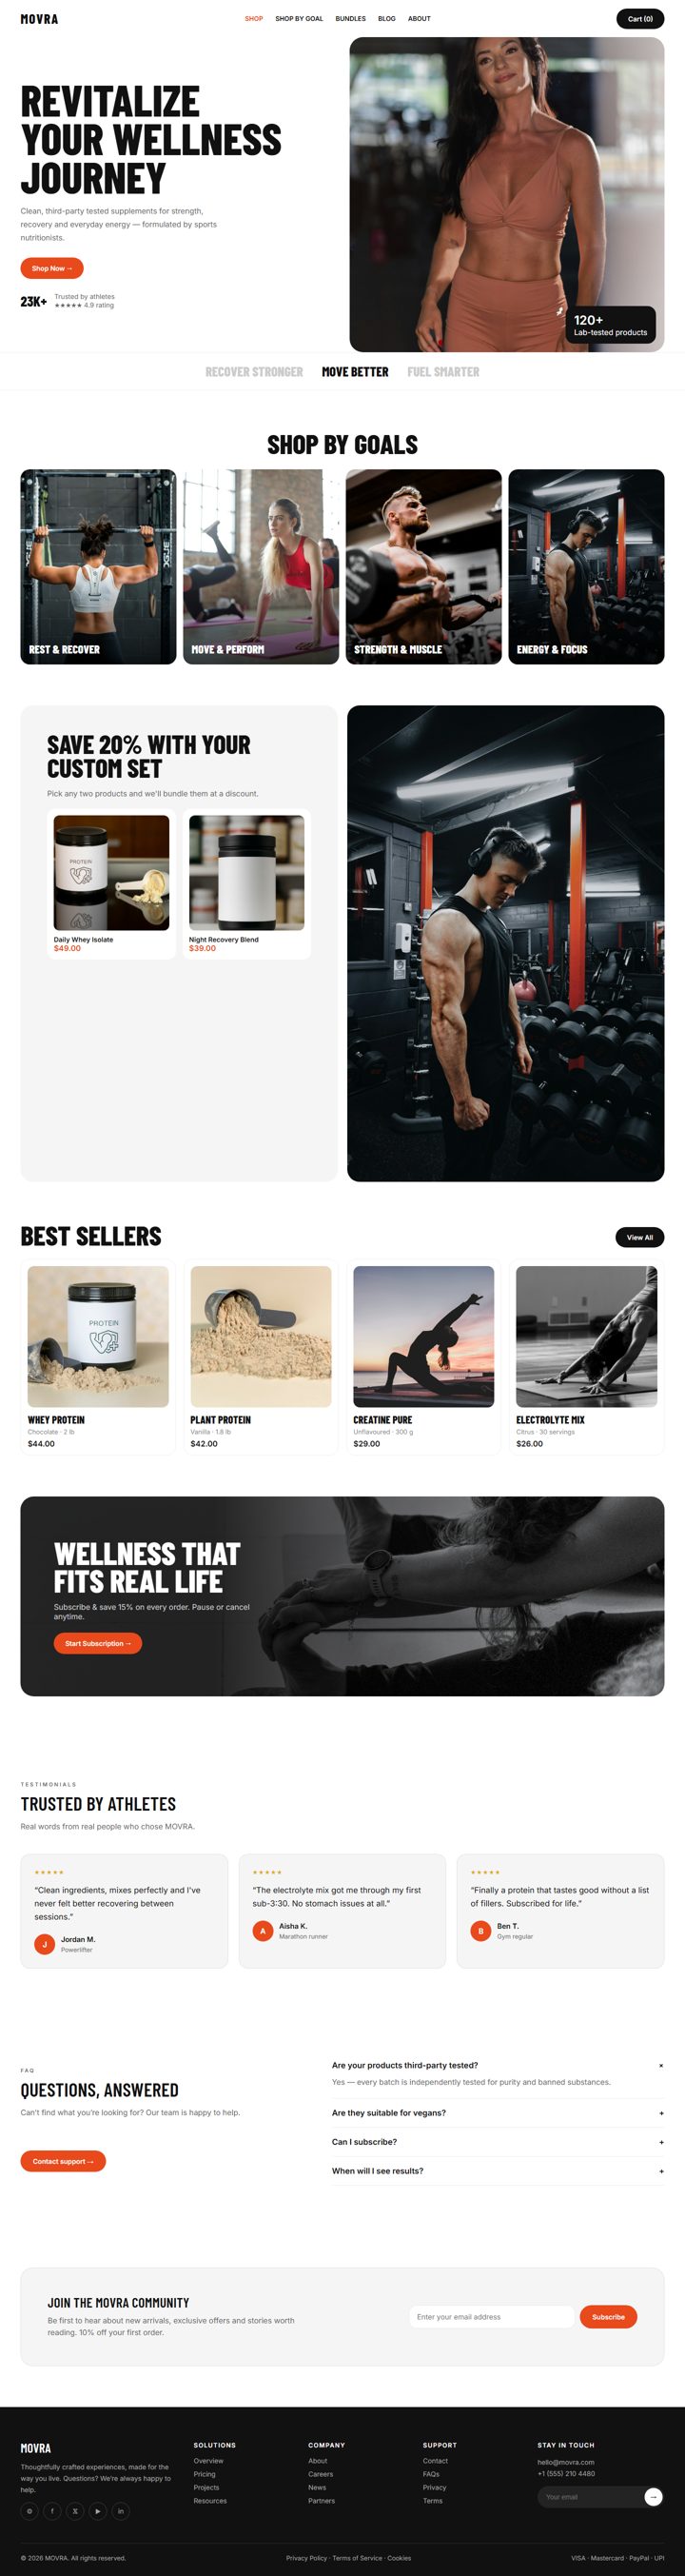 MOVRA
SHOP
SHOP BY GOAL
BUNDLES
BLOG
ABOUT
Cart (0)
REVITALIZE
YOUR WELLNESS
JOURNEY
Clean, third-party tested supplements for strength,
recovery and everyday energy — formulated by sports
nutritionists.
Shop Now →
23K+
Trusted by athletes
★★★★★ 4.9 rating
120+
Lab-tested products
RECOVER STRONGER
MOVE BETTER
FUEL SMARTER
SHOP BY GOALS
REST & RECOVER
MOVE & PERFORM
STRENGTH & MUSCLE
ENERGY & FOCUS
SAVE 20% WITH YOUR
CUSTOM SET
Pick any two products and we'll bundle them at a discount.
PROTEIN
Daily Whey Isolate
$49.00
Night Recovery Blend
$39.00
BEST SELLERS
View All
PROTEIN
WHEY PROTEIN
Chocolate · 2 lb
$44.00
PLANT PROTEIN
Vanilla · 1.8 lb
$42.00
CREATINE PURE
Unflavoured · 300 g
$29.00
ELECTROLYTE MIX
Citrus · 30 servings
$26.00
WELLNESS THAT
FITS REAL LIFE
Subscribe & save 15% on every order. Pause or cancel
anytime.
Start Subscription →
TESTIMONIALS
TRUSTED BY ATHLETES
Real words from real people who chose MOVRA.
★★★★★
“Clean ingredients, mixes perfectly and I've
never felt better recovering between
sessions.”
J
Jordan M.
Powerlifter
★★★★★
“The electrolyte mix got me through my first
sub-3:30. No stomach issues at all.”
A
Aisha K.
Marathon runner
★★★★★
“Finally a protein that tastes good without a list
of fillers. Subscribed for life.”
B
Ben T.
Gym regular
FAQ
QUESTIONS, ANSWERED
Can't find what you're looking for? Our team is happy to help.
Contact support →
Are your products third-party tested?
×
Yes — every batch is independently tested for purity and banned substances.
Are they suitable for vegans?
+
Can I subscribe?
+
When will I see results?
+
JOIN THE MOVRA COMMUNITY
Be first to hear about new arrivals, exclusive offers and stories worth
reading. 10% off your first order.
Enter your email address
Subscribe
MOVRA
Thoughtfully crafted experiences, made for the
way you live. Questions? We're always happy to
help.
f
in
SOLUTIONS
Overview
Pricing
Projects
Resources
COMPANY
About
Careers
News
Partners
SUPPORT
Contact
FAQs
Privacy
Terms
STAY IN TOUCH
hello@movra.com
+1 (555) 210 4480
Your email
→
© 2026 MOVRA. All rights reserved.
Privacy Policy · Terms of Service · Cookies
VISA · Mastercard · PayPal · UPI